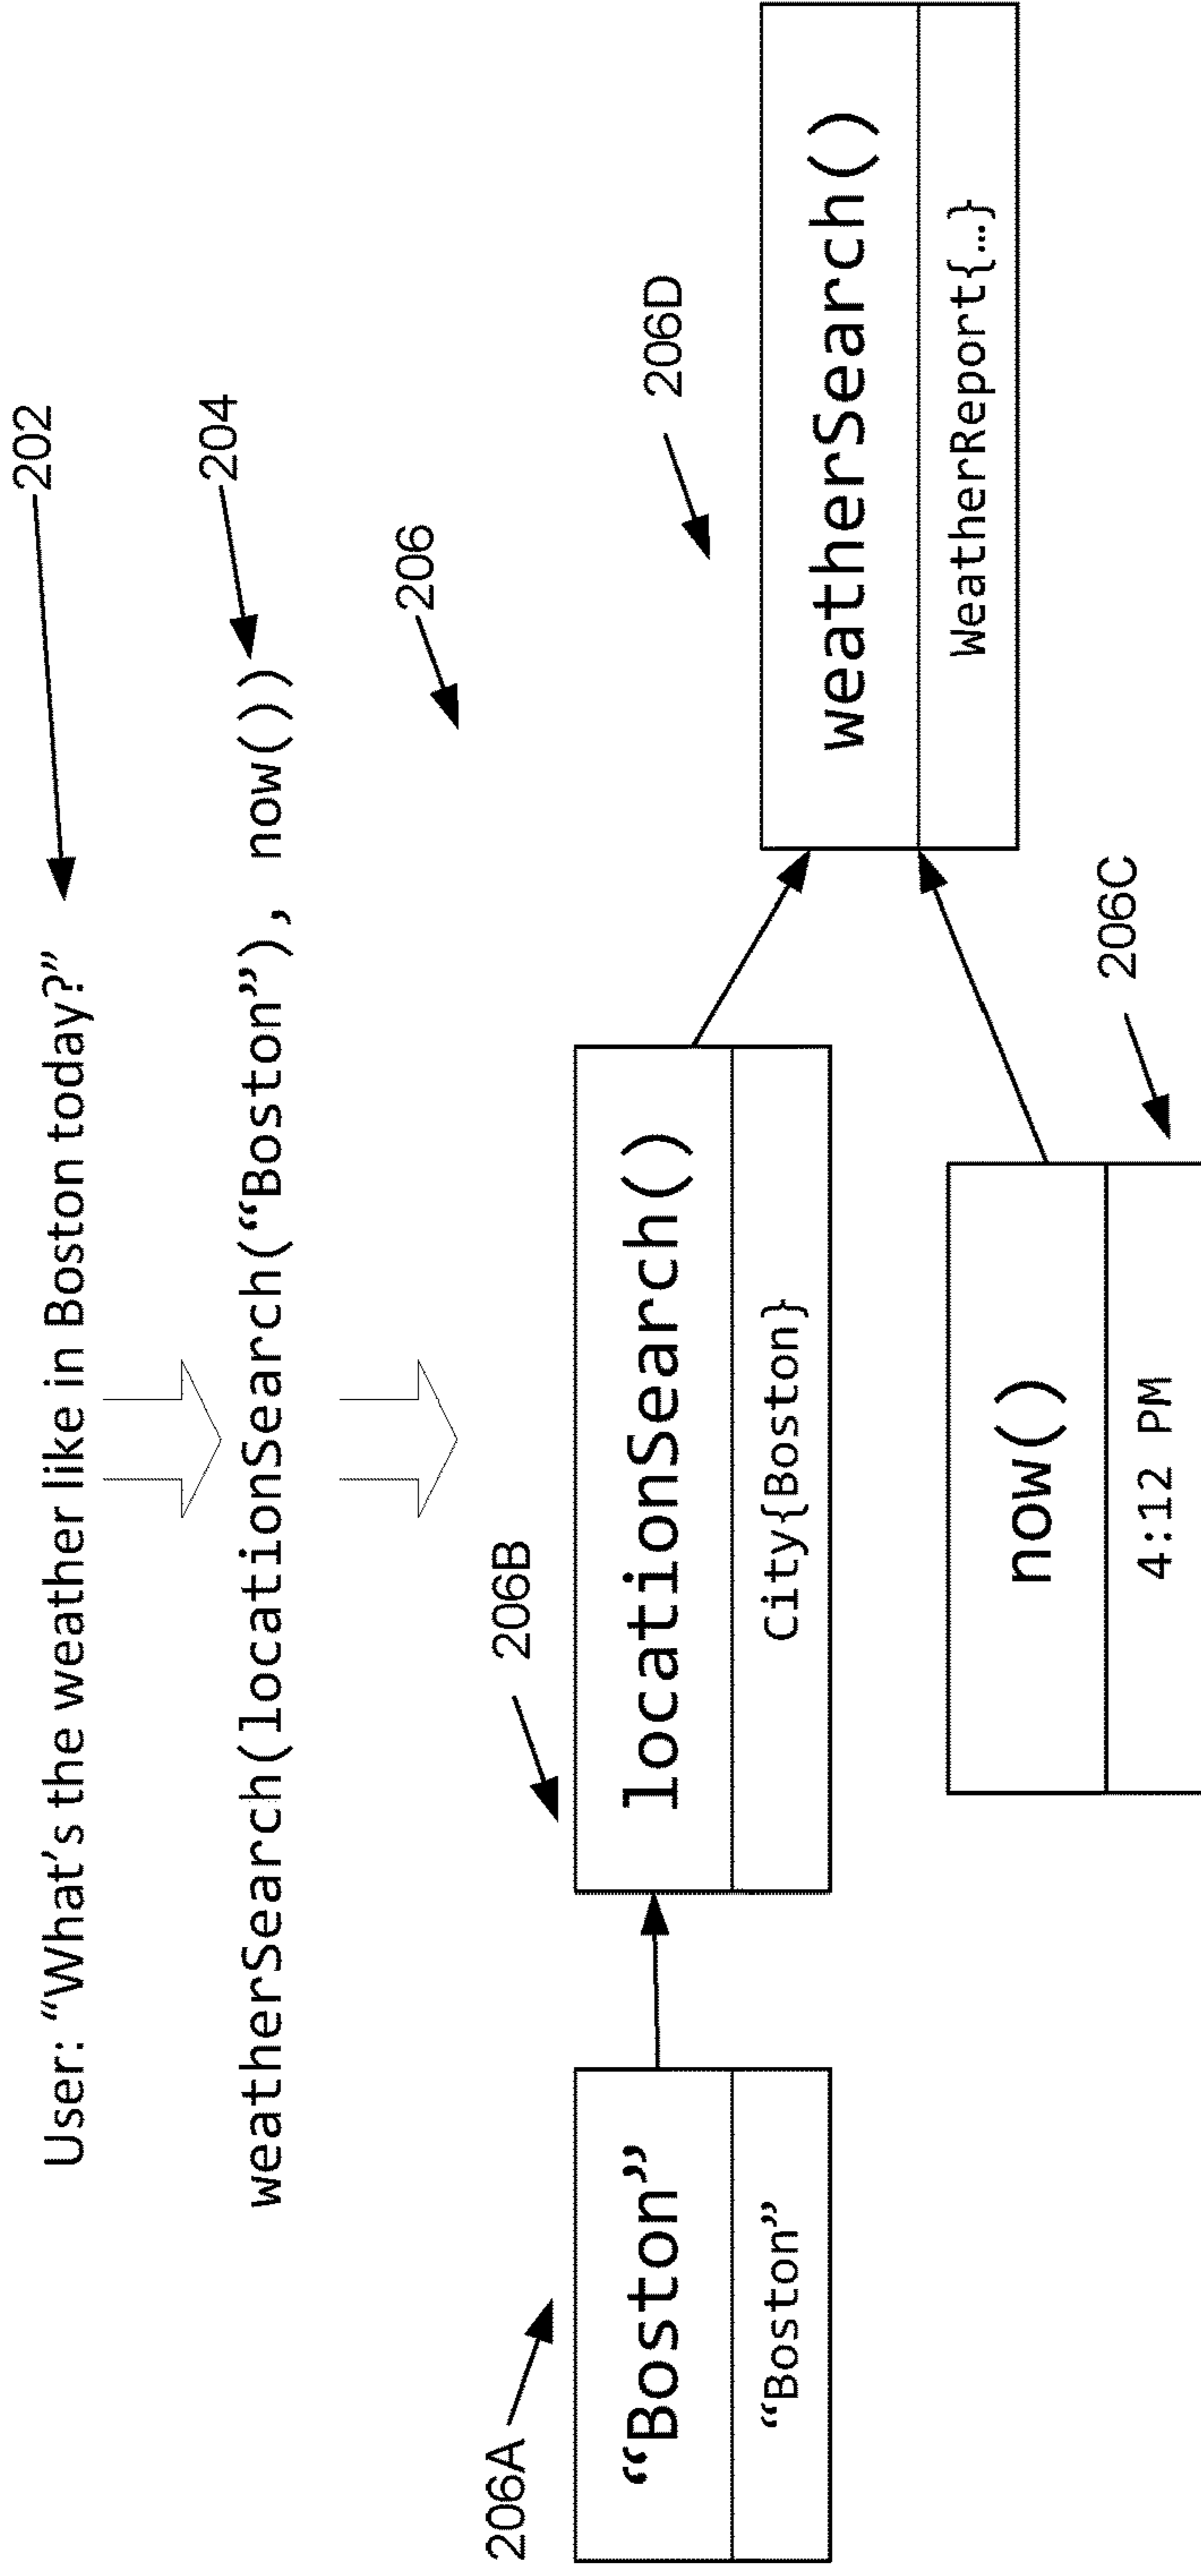 202
User: “What’s the weather like in Boston today?”
204
weatherSearch(locationSearch(“Boston”), now())
206
206A
206B
206D
“Boston”
“Boston”
locationSearch()
City{Boston}
weatherSearch()
WeatherReport{…}
206C
now()
4:12 PM